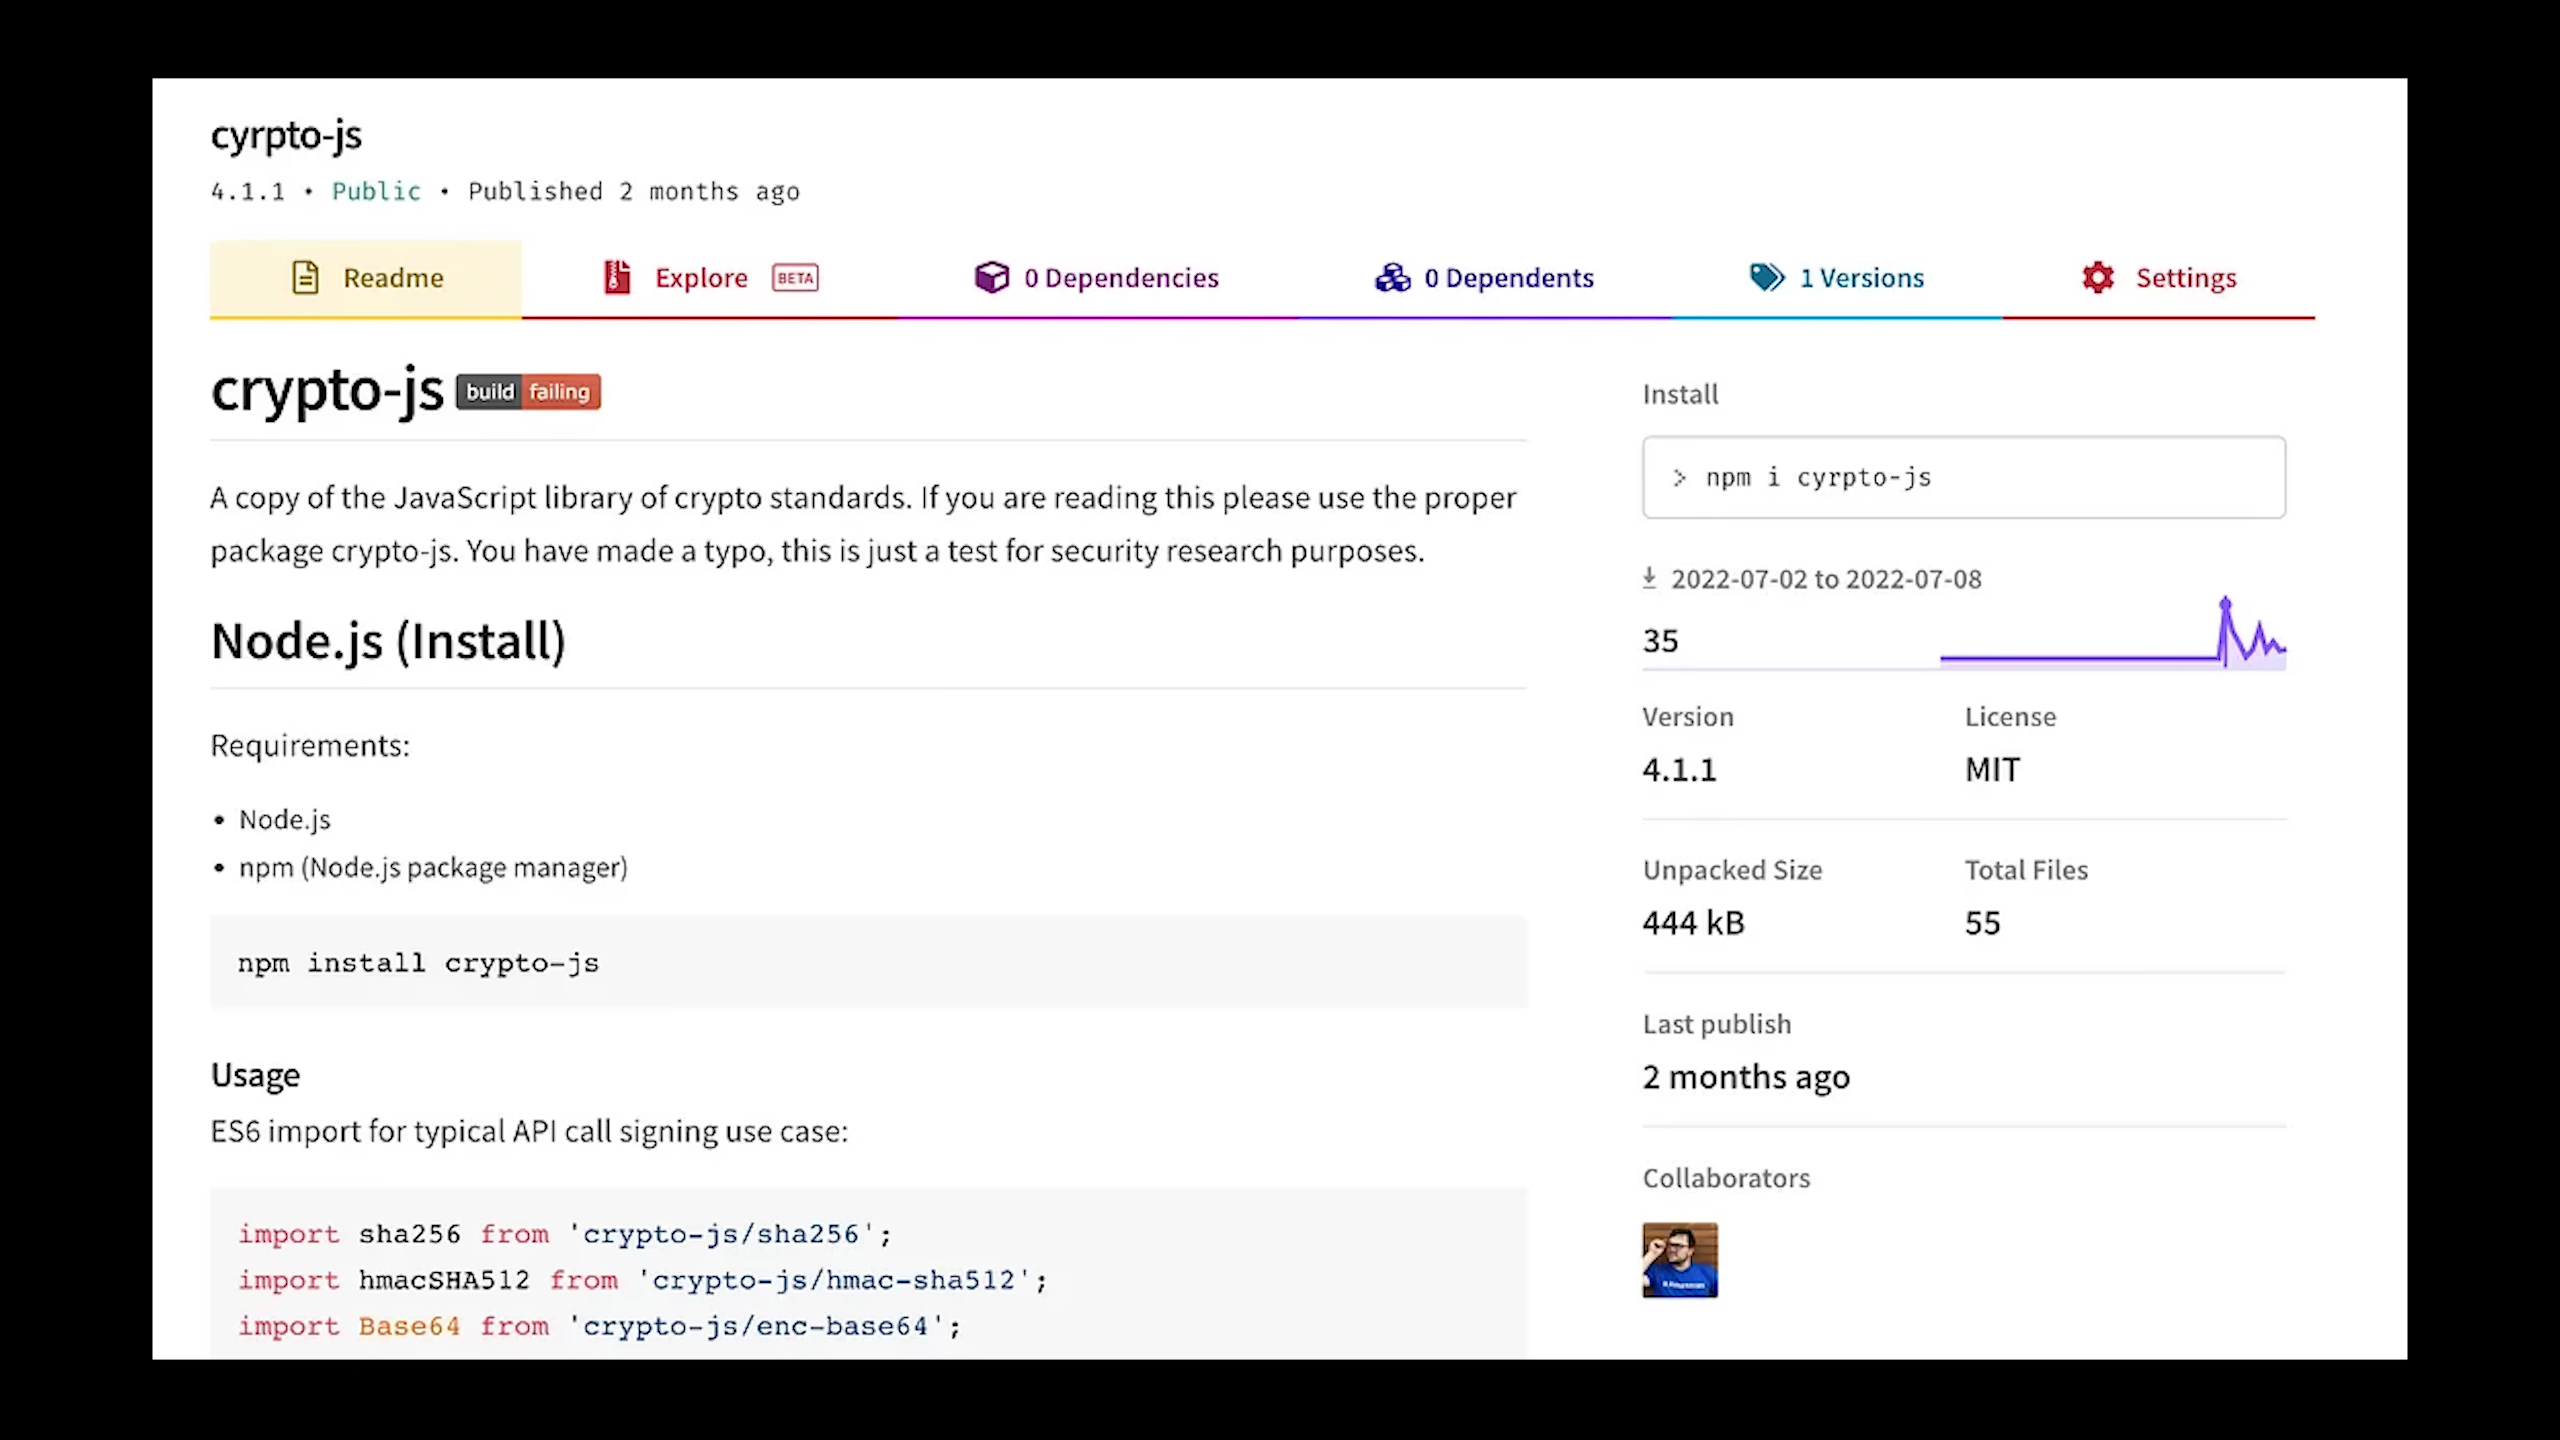 cyrpto-js
4.1.1 • Public • Published 2 months ago
Readme
Explore BETA
0 Dependencies
0 Dependents
1 Versions
Settings
crypto-js build failing
A copy of the JavaScript library of crypto standards. If you are reading this please use the proper
package crypto-js. You have made a typo, this is just a test for security research purposes.
Node.js (Install)
Requirements:
• Node.js
• npm (Node.js package manager)
npm install crypto-js
Usage
ES6 import for typical API call signing use case:
import sha256 from 'crypto-js/sha256';
import hmacSHA512 from 'crypto-js/hmac-sha512';
import Base64 from 'crypto-js/enc-base64';
Install
> npm i cyrpto-js
2022-07-02 to 2022-07-08
35
Version
4.1.1
License
MIT
Unpacked Size
444 kB
Total Files
55
Last publish
2 months ago
Collaborators